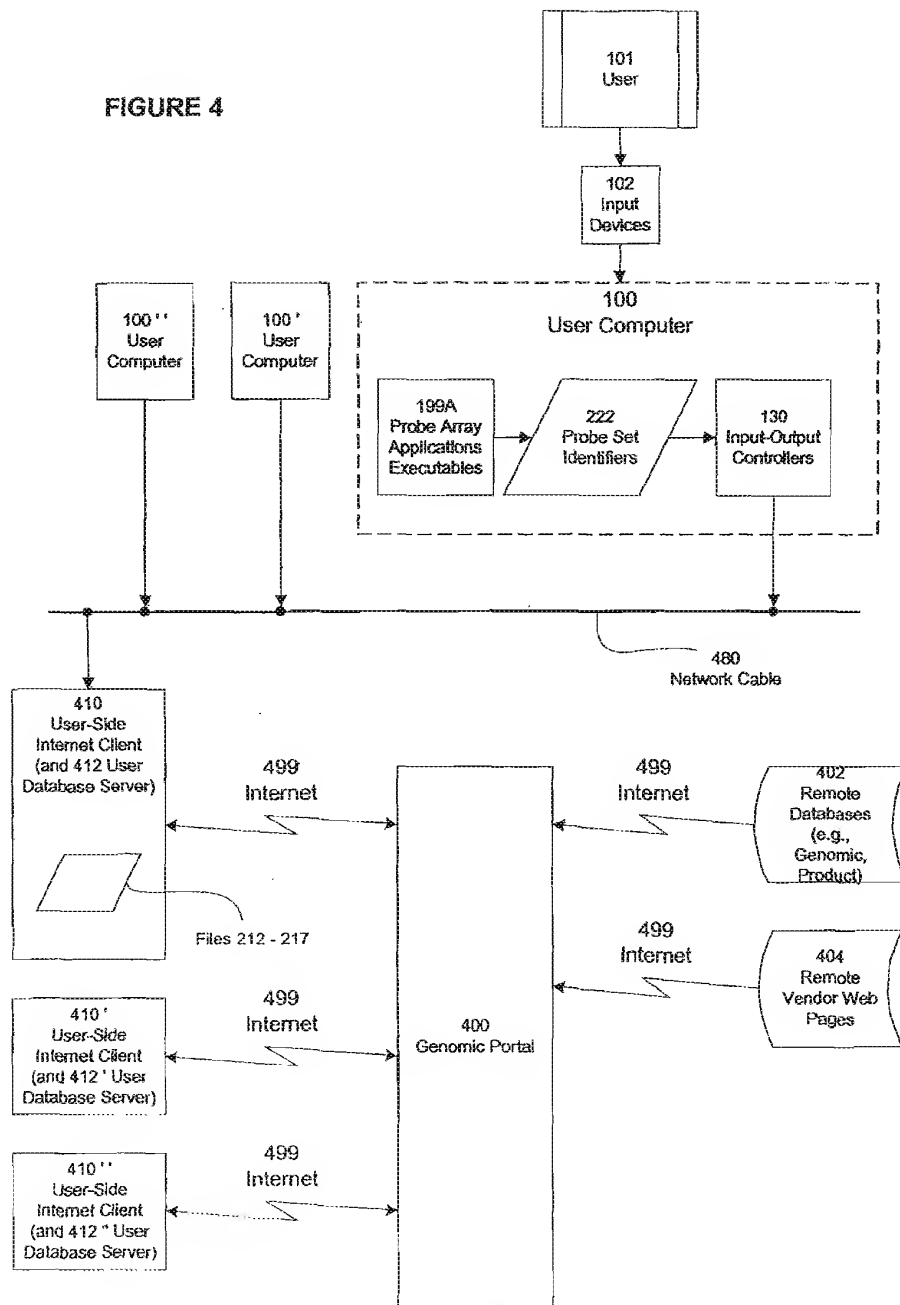 FIGURE 4
101
User
102
Input
Devices
100
User Computer
100''
User
Computer
100'
User
Computer
199A
Probe Array
Applications
Executables
222
Probe Set
Identifiers
130
Input-Output
Controllers
480
Network Cable
410
User-Side
Internet Client
(and 412 User
Database Server)
Files 212 - 217
499
Internet
499
Internet
402
Remote
Databases
(e.g.,
Genomic,
Product)
499
Internet
404
Remote
Vendor Web
Pages
400
Genomic Portal
410'
User-Side
Internet Client
(and 412' User
Database Server)
499
Internet
410''
User-Side
Internet Client
(and 412" User
Database Server)
499
Internet